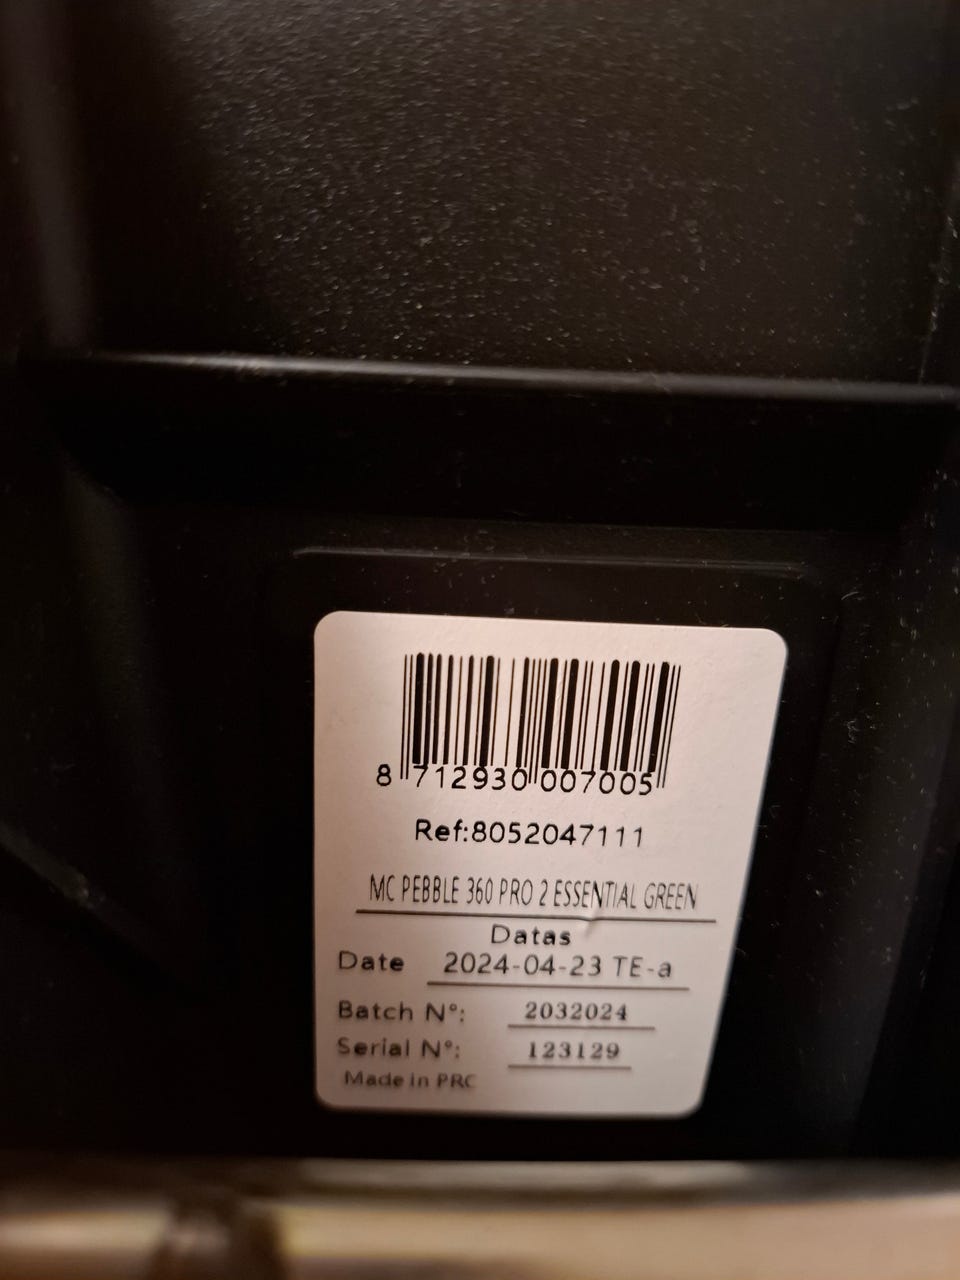 8 712930 007005
Ref:8052047111
MC PEBBLE 360 PRO 2 ESSENTIAL GREEN
Datas
Date 2024-04-23 TE-a
Batch N°: 2032024
Serial N°: 123129
Made in PRC